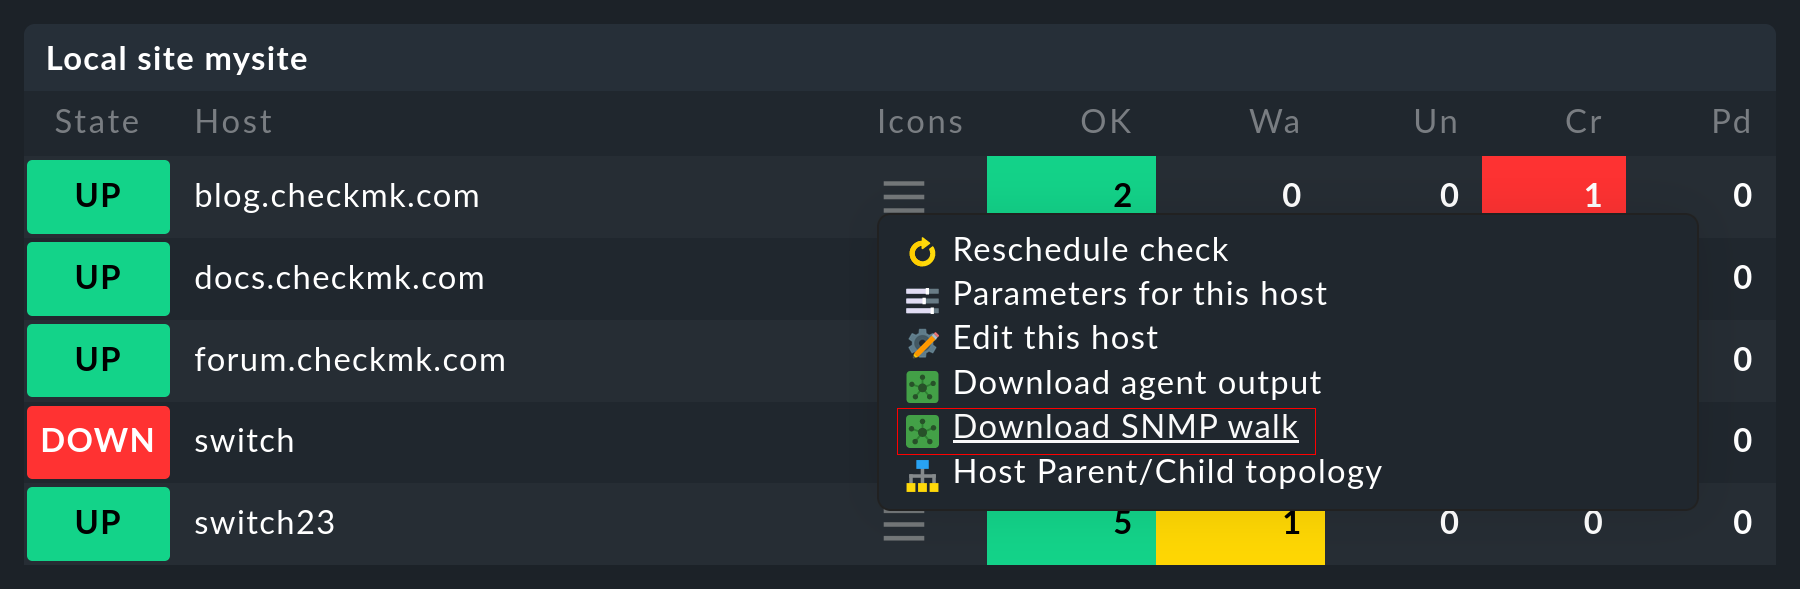 Local site mysite
State Host Icons OK Wa Un Cr Pd
UP blog.checkmk.com 2 0 0 1 0
Reschedule check
UP docs.checkmk.com 0
Parameters for this host
Edit this host
UP forum.checkmk.com 0
Download agent output
Download SNMP walk
DOWN switch 0
Host Parent/Child topology
UP switch23 5 1 0 0 0